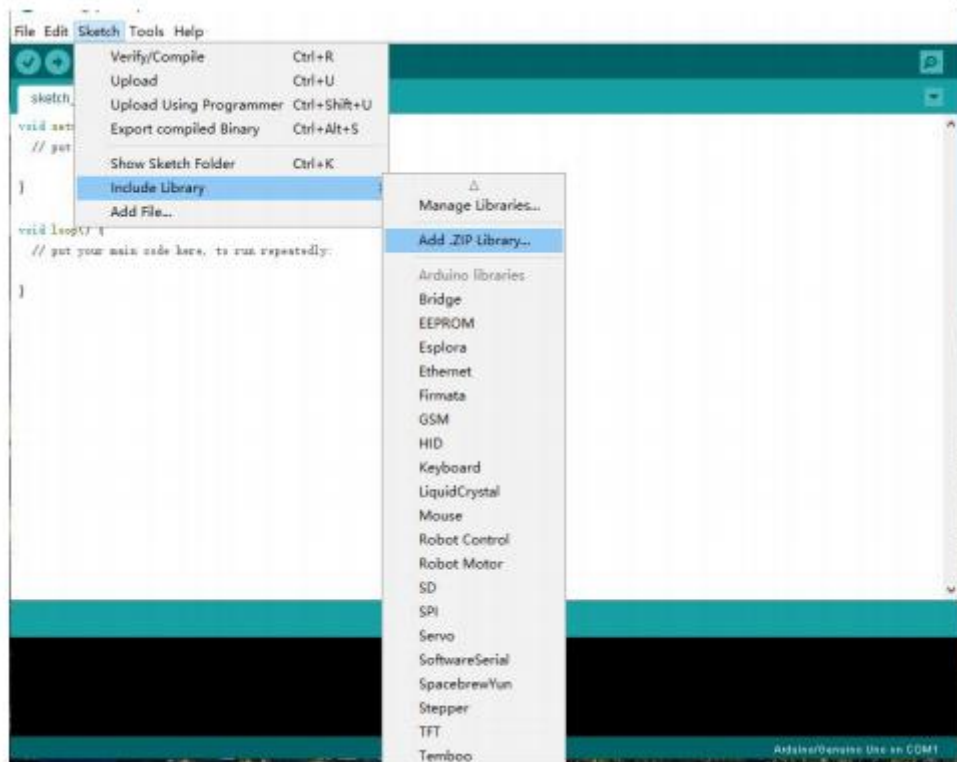 File Edit Sketch Tools Help
Verify/Compile Ctrl+R
Upload Ctrl+U
Upload Using Programmer Ctrl+Shift+U
Export compiled Binary Ctrl+Alt+S
Show Sketch Folder Ctrl+K
Include Library
Add File...
sketch_
void
// put
}
void loop() {
// put your main code here, to run repeatedly:
}
Manage Libraries...
Add .ZIP Library...
Arduino libraries
Bridge
EEPROM
Esplora
Ethernet
Firmata
GSM
HID
Keyboard
LiquidCrystal
Mouse
Robot Control
Robot Motor
SD
SPI
Servo
SoftwareSerial
SpacebrewYun
Stepper
TFT
Temboo
Arduino/Genuino Uno on COM1